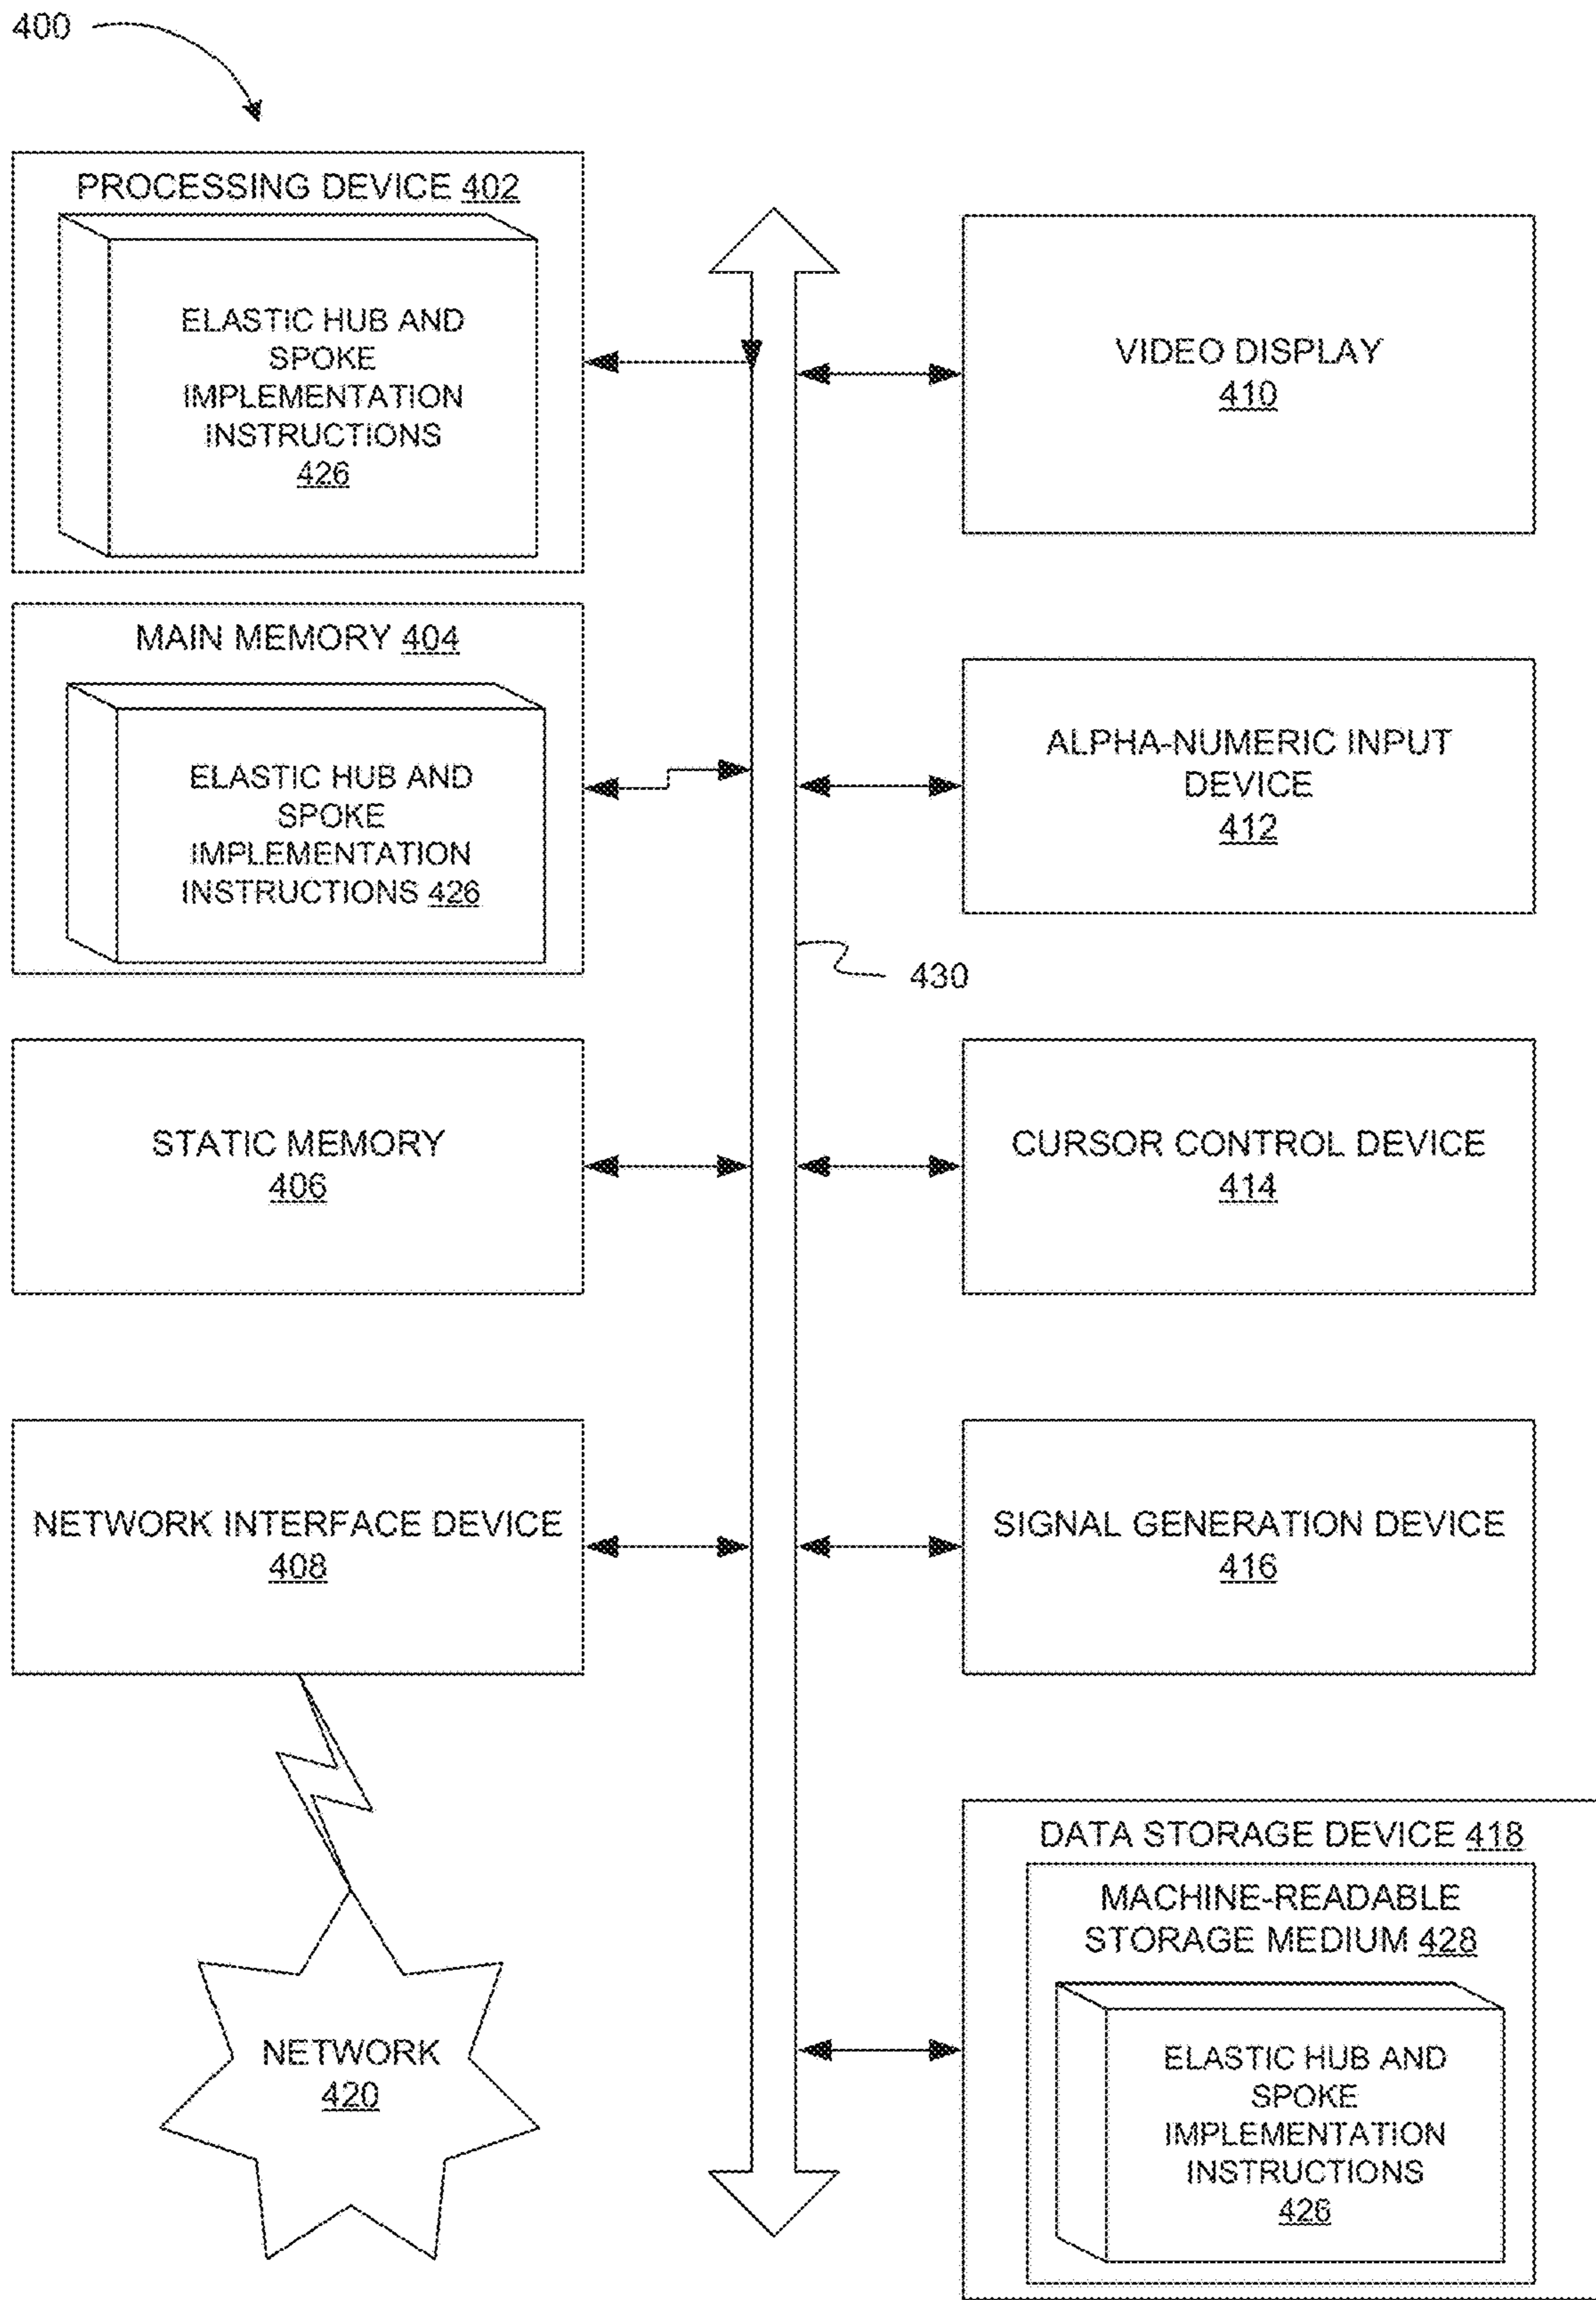 400
PROCESSING DEVICE 402
ELASTIC HUB AND
SPOKE
IMPLEMENTATION
INSTRUCTIONS
426
MAIN MEMORY 404
ELASTIC HUB AND
SPOKE
IMPLEMENTATION
INSTRUCTIONS 426
STATIC MEMORY
406
NETWORK INTERFACE DEVICE
408
NETWORK
420
VIDEO DISPLAY
410
ALPHA-NUMERIC INPUT
DEVICE
412
430
CURSOR CONTROL DEVICE
414
SIGNAL GENERATION DEVICE
416
DATA STORAGE DEVICE 418
MACHINE-READABLE
STORAGE MEDIUM 428
ELASTIC HUB AND
SPOKE
IMPLEMENTATION
INSTRUCTIONS
426